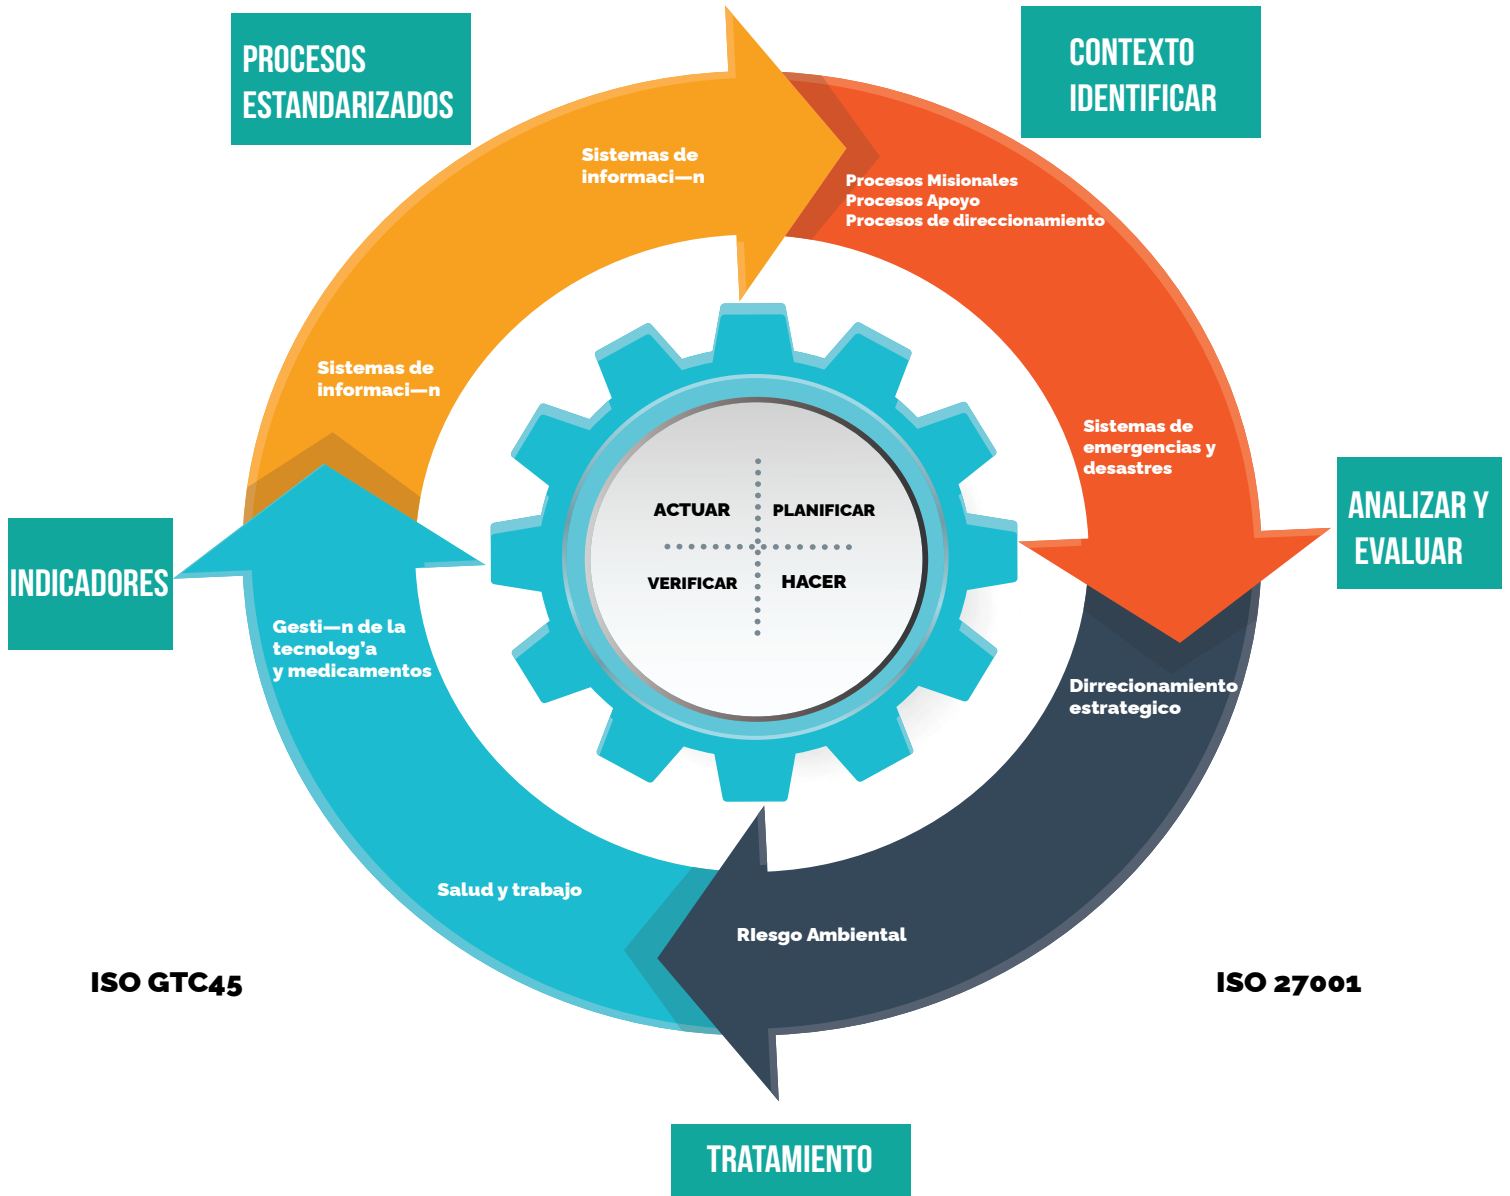 PROCESOS
ESTANDARIZADOS
CONTEXTO
IDENTIFICAR
Sistemas de
informaci—n
Procesos Misionales
Procesos Apoyo
Procesos de direccionamiento
Sistemas de
informaci—n
Sistemas de
emergencias y
desastres
ANALIZAR Y
EVALUAR
ACTUAR
PLANIFICAR
VERIFICAR
HACER
INDICADORES
Gesti—n de la
tecnolog’a
y medicamentos
Dirrecionamiento
estrategico
Salud y trabajo
RIesgo Ambiental
ISO GTC45
ISO 27001
TRATAMIENTO